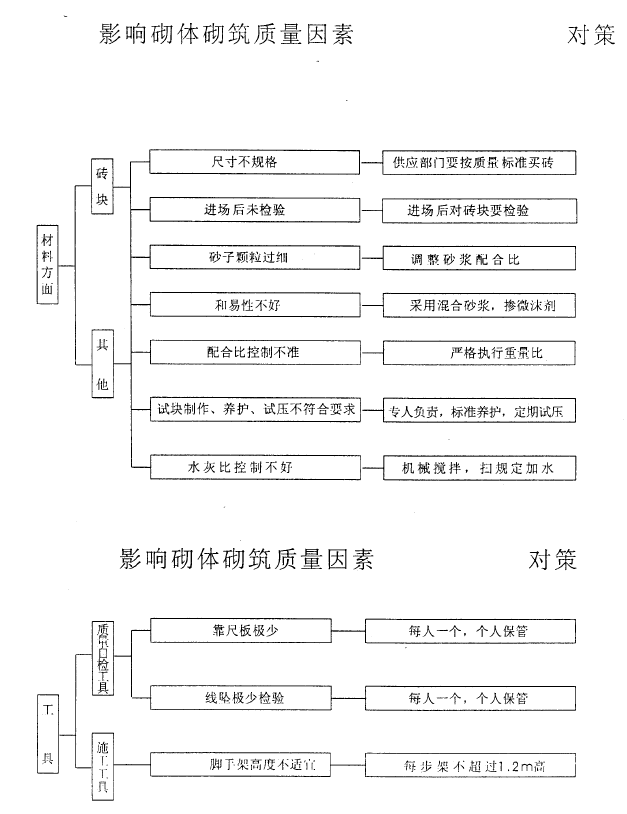 影响砌体砌筑质量因素 对策
材料方面
砖块
尺寸不规格 供应部门要按质量标准买砖
进场后未检验 进场后对砖块要检验
砂子颗粒过细 调整砂浆配合比
和易性不好 采用混合砂浆，掺微沫剂
其他
配合比控制不准 严格执行重量比
试块制作、养护、试压不符合要求 专人负责，标准养护，定期试压
水灰比控制不好 机械搅拌，扫规定加水
影响砌体砌筑质量因素 对策
工具
质量自检工具
靠尺板极少 每人一个，个人保管
线坠极少检验 每人一个，个人保管
施工工具
脚手架高度不适宜 每步架不超过1.2m高